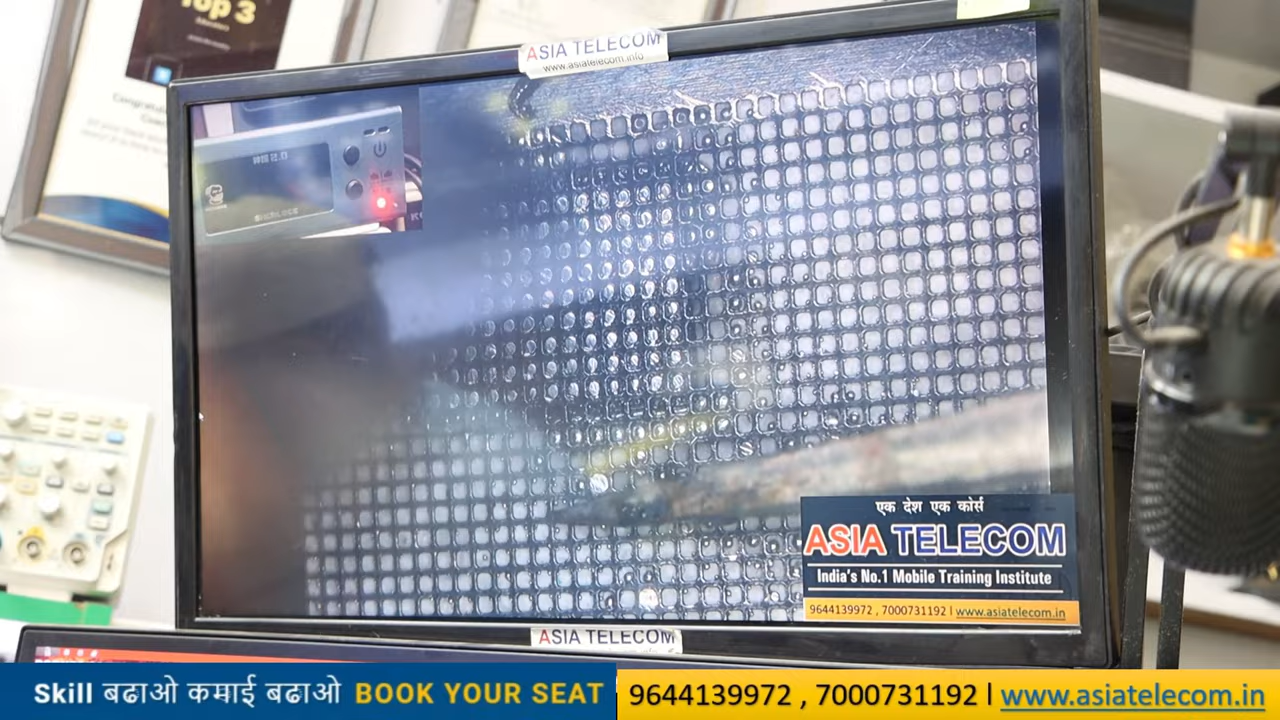 Top 3
ASIA TELECOM
www.asiatelecom.info
एक देश एक कोर्स
ASIA TELECOM
India's No.1 Mobile Training Institute
9644139972 , 7000731192 | www.asiatelecom.in
ASIA TELECOM
Skill बढाओ कमाई बढाओ BOOK YOUR SEAT
9644139972 , 7000731192 | www.asiatelecom.in